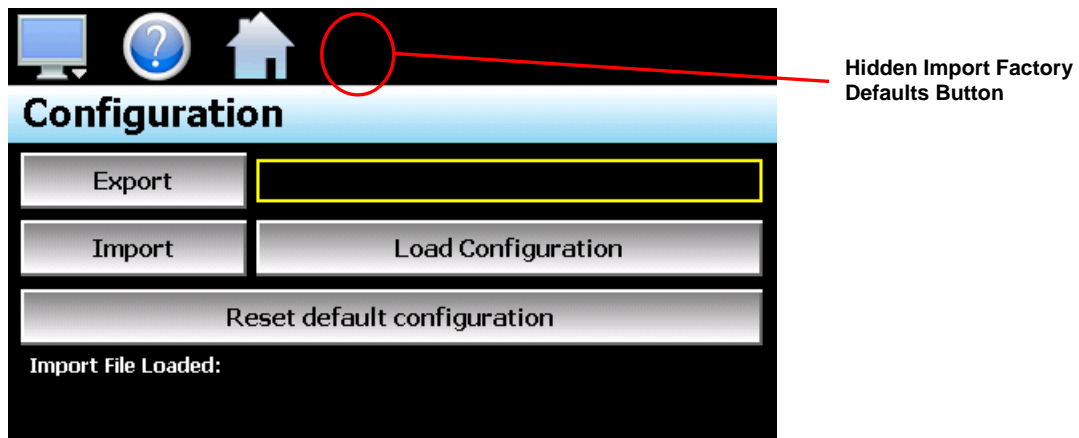 ?
Hidden Import Factory
Defaults Button
Configuration
Export
Import
Load Configuration
Reset default configuration
Import File Loaded: